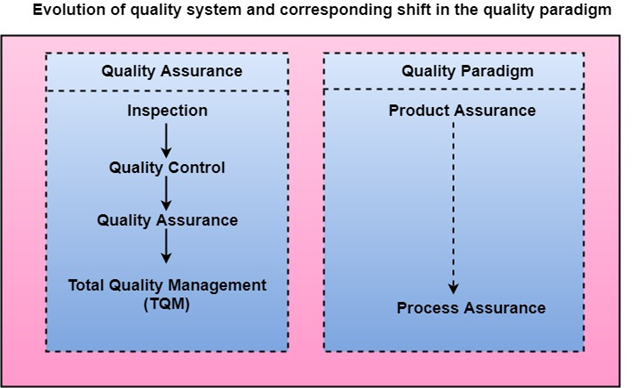 Evolution of quality system and corresponding shift in the quality paradigm
Quality Assurance
Inspection
Quality Control
Quality Assurance
Total Quality Management
(TQM)
Quality Paradigm
Product Assurance
Process Assurance